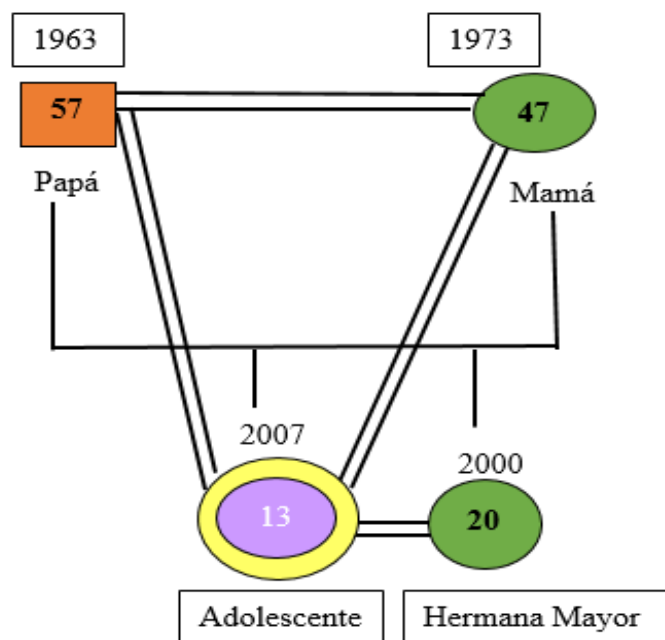 1963
1973
57
47
Papá
Mamá
2007
2000
13
20
Adolescente
Hermana Mayor